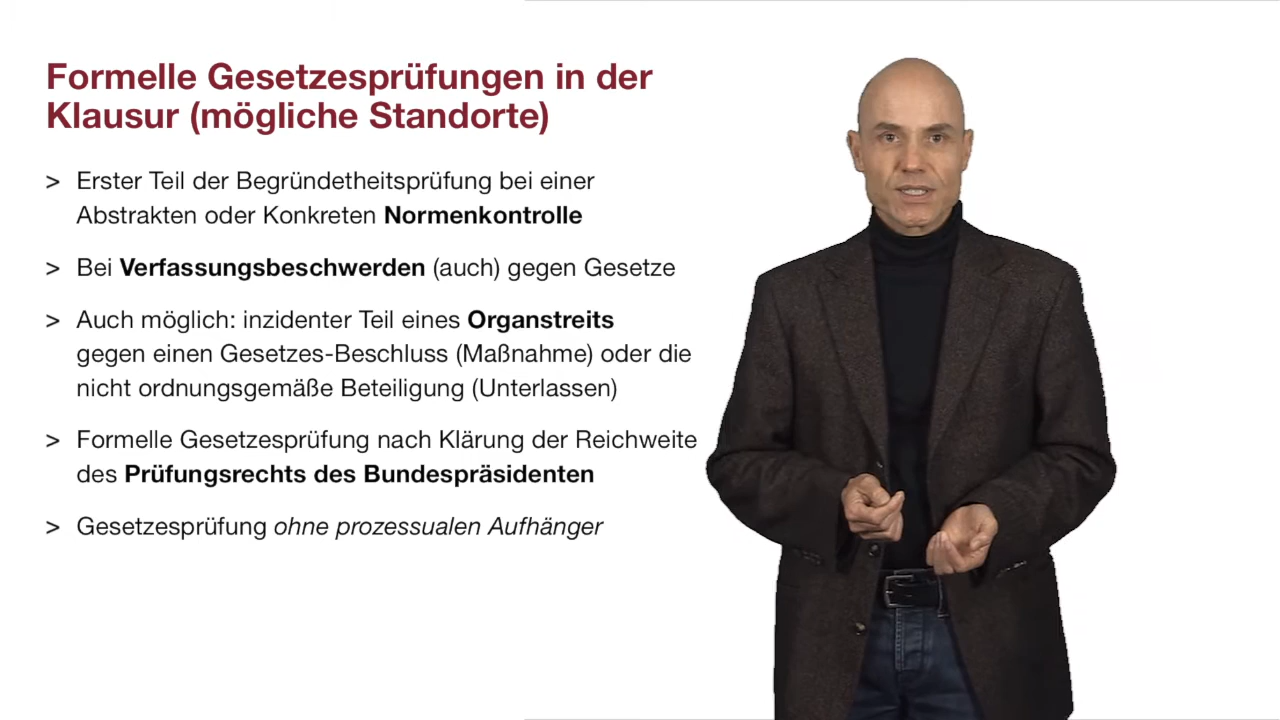 Formelle Gesetzesprüfungen in der
Klausur (mögliche Standorte)
> Erster Teil der Begründetheitsprüfung bei einer
Abstrakten oder Konkreten Normenkontrolle
> Bei Verfassungsbeschwerden (auch) gegen Gesetze
> Auch möglich: inzidenter Teil eines Organstreits
gegen einen Gesetzes-Beschluss (Maßnahme) oder die
nicht ordnungsgemäße Beteiligung (Unterlassen)
> Formelle Gesetzesprüfung nach Klärung der Reichweite
des Prüfungsrechts des Bundespräsidenten
> Gesetzesprüfung ohne prozessualen Aufhänger